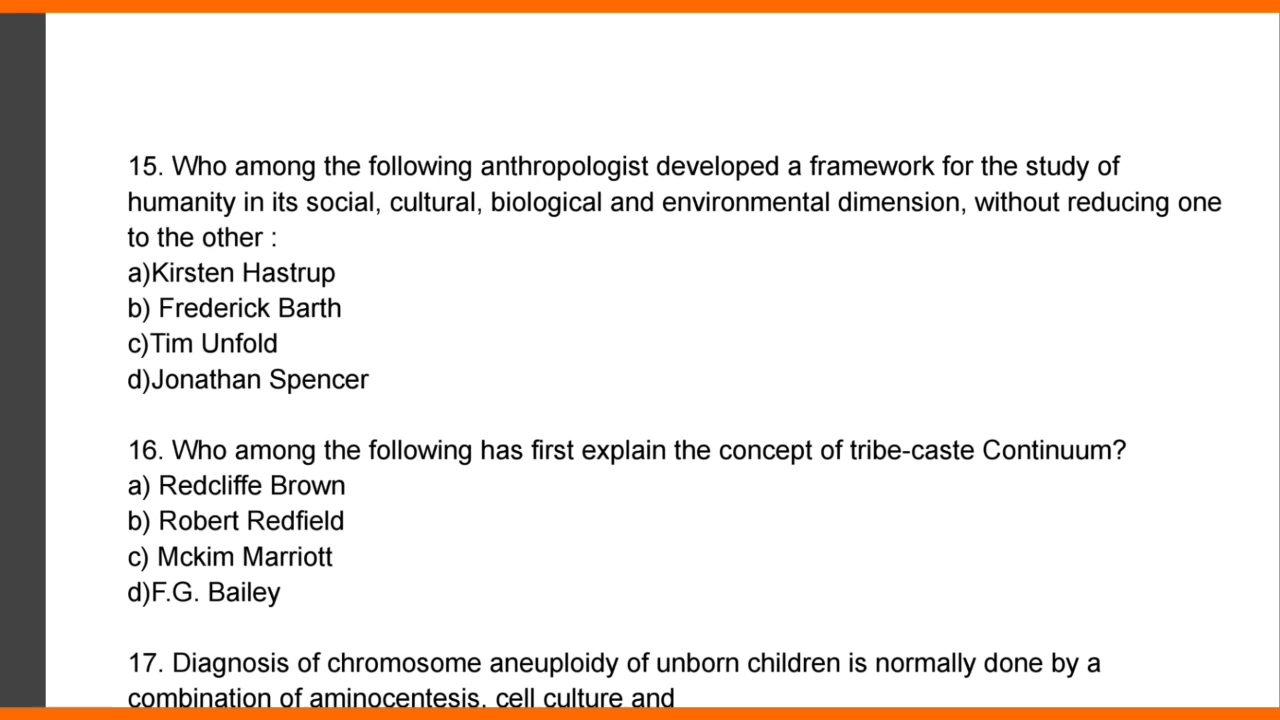 15. Who among the following anthropologist developed a framework for the study of
humanity in its social, cultural, biological and environmental dimension, without reducing one
to the other :
a)Kirsten Hastrup
b) Frederick Barth
c)Tim Unfold
d)Jonathan Spencer
16. Who among the following has first explain the concept of tribe-caste Continuum?
a) Redcliffe Brown
b) Robert Redfield
c) Mckim Marriott
d)F.G. Bailey
17. Diagnosis of chromosome aneuploidy of unborn children is normally done by a
combination of aminocentesis, cell culture and